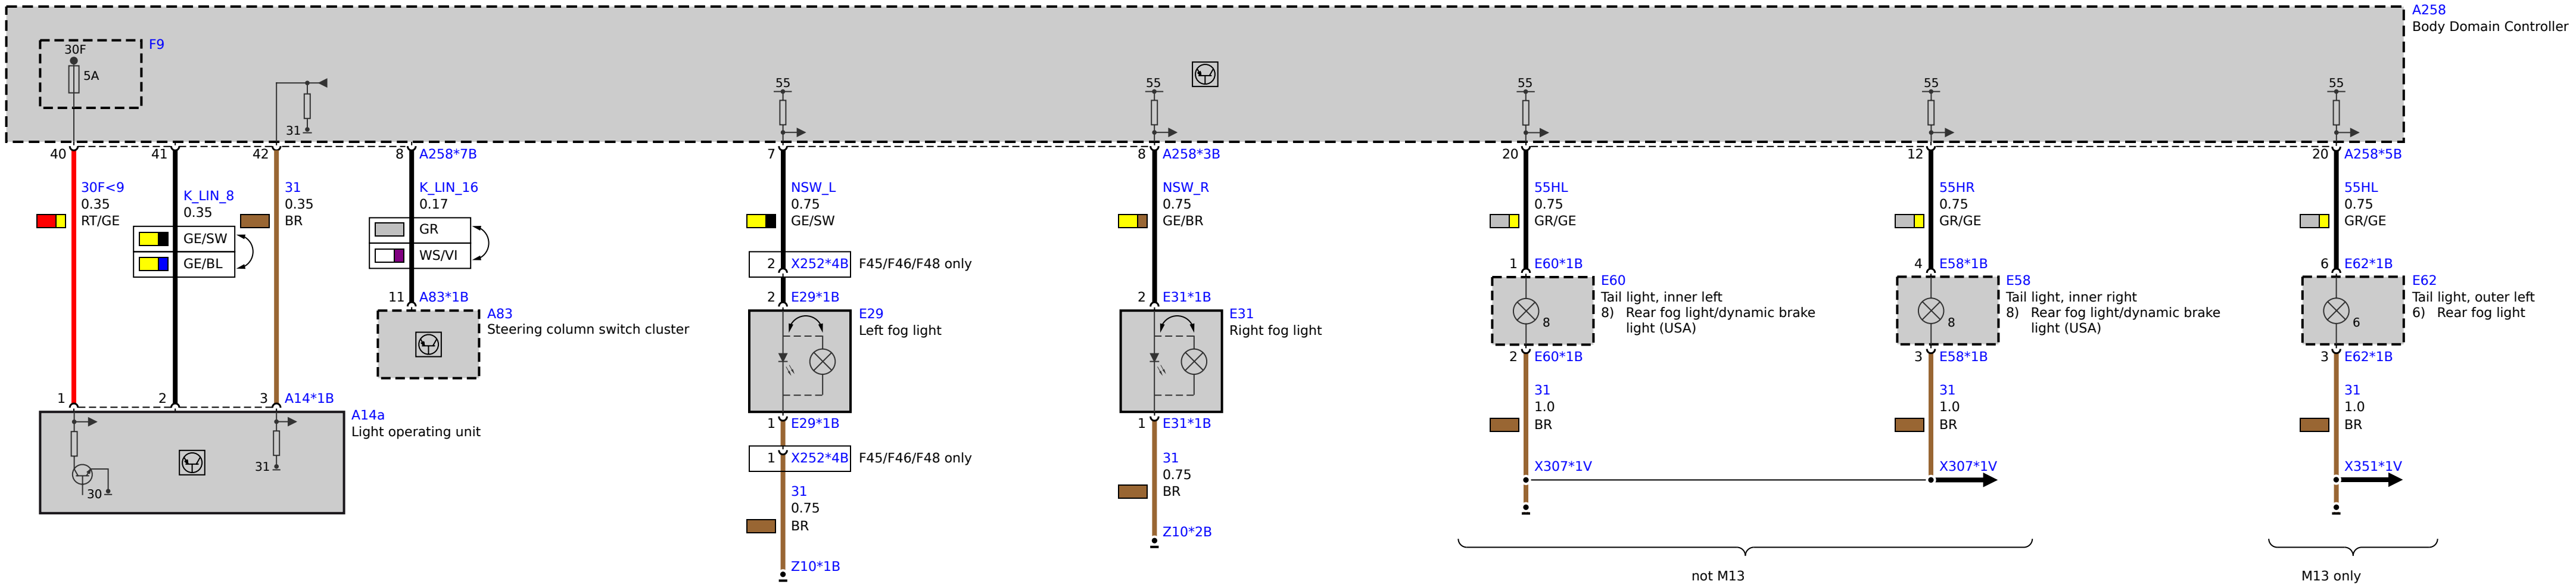 A258
Body Domain Controller
30F
F9
5A
31
55
55
55
55
55
40
41
42
8 A258*7B
7
8 A258*3B
20
12
20 A258*5B
30F<9
0.35
RT/GE
K_LIN_8
0.35
GE/SW
GE/BL
31
0.35
BR
K_LIN_16
0.17
GR
WS/VI
11 A83*1B
A83
Steering column switch cluster
NSW_L
0.75
GE/SW
2 X252*4B F45/F46/F48 only
2 E29*1B
E29
Left fog light
1 E29*1B
1 X252*4B F45/F46/F48 only
31
0.75
BR
Z10*1B
NSW_R
0.75
GE/BR
2 E31*1B
E31
Right fog light
1 E31*1B
31
0.75
BR
Z10*2B
55HL
0.75
GR/GE
1 E60*1B
E60
Tail light, inner left
8) Rear fog light/dynamic brake
light (USA)
8
2 E60*1B
31
1.0
BR
X307*1V
55HR
0.75
GR/GE
4 E58*1B
E58
Tail light, inner right
8) Rear fog light/dynamic brake
light (USA)
8
3 E58*1B
31
1.0
BR
X307*1V
not M13
55HL
0.75
GR/GE
6 E62*1B
E62
Tail light, outer left
6) Rear fog light
6
3 E62*1B
31
1.0
BR
X351*1V
M13 only
1
2
3 A14*1B
A14a
Light operating unit
31
30